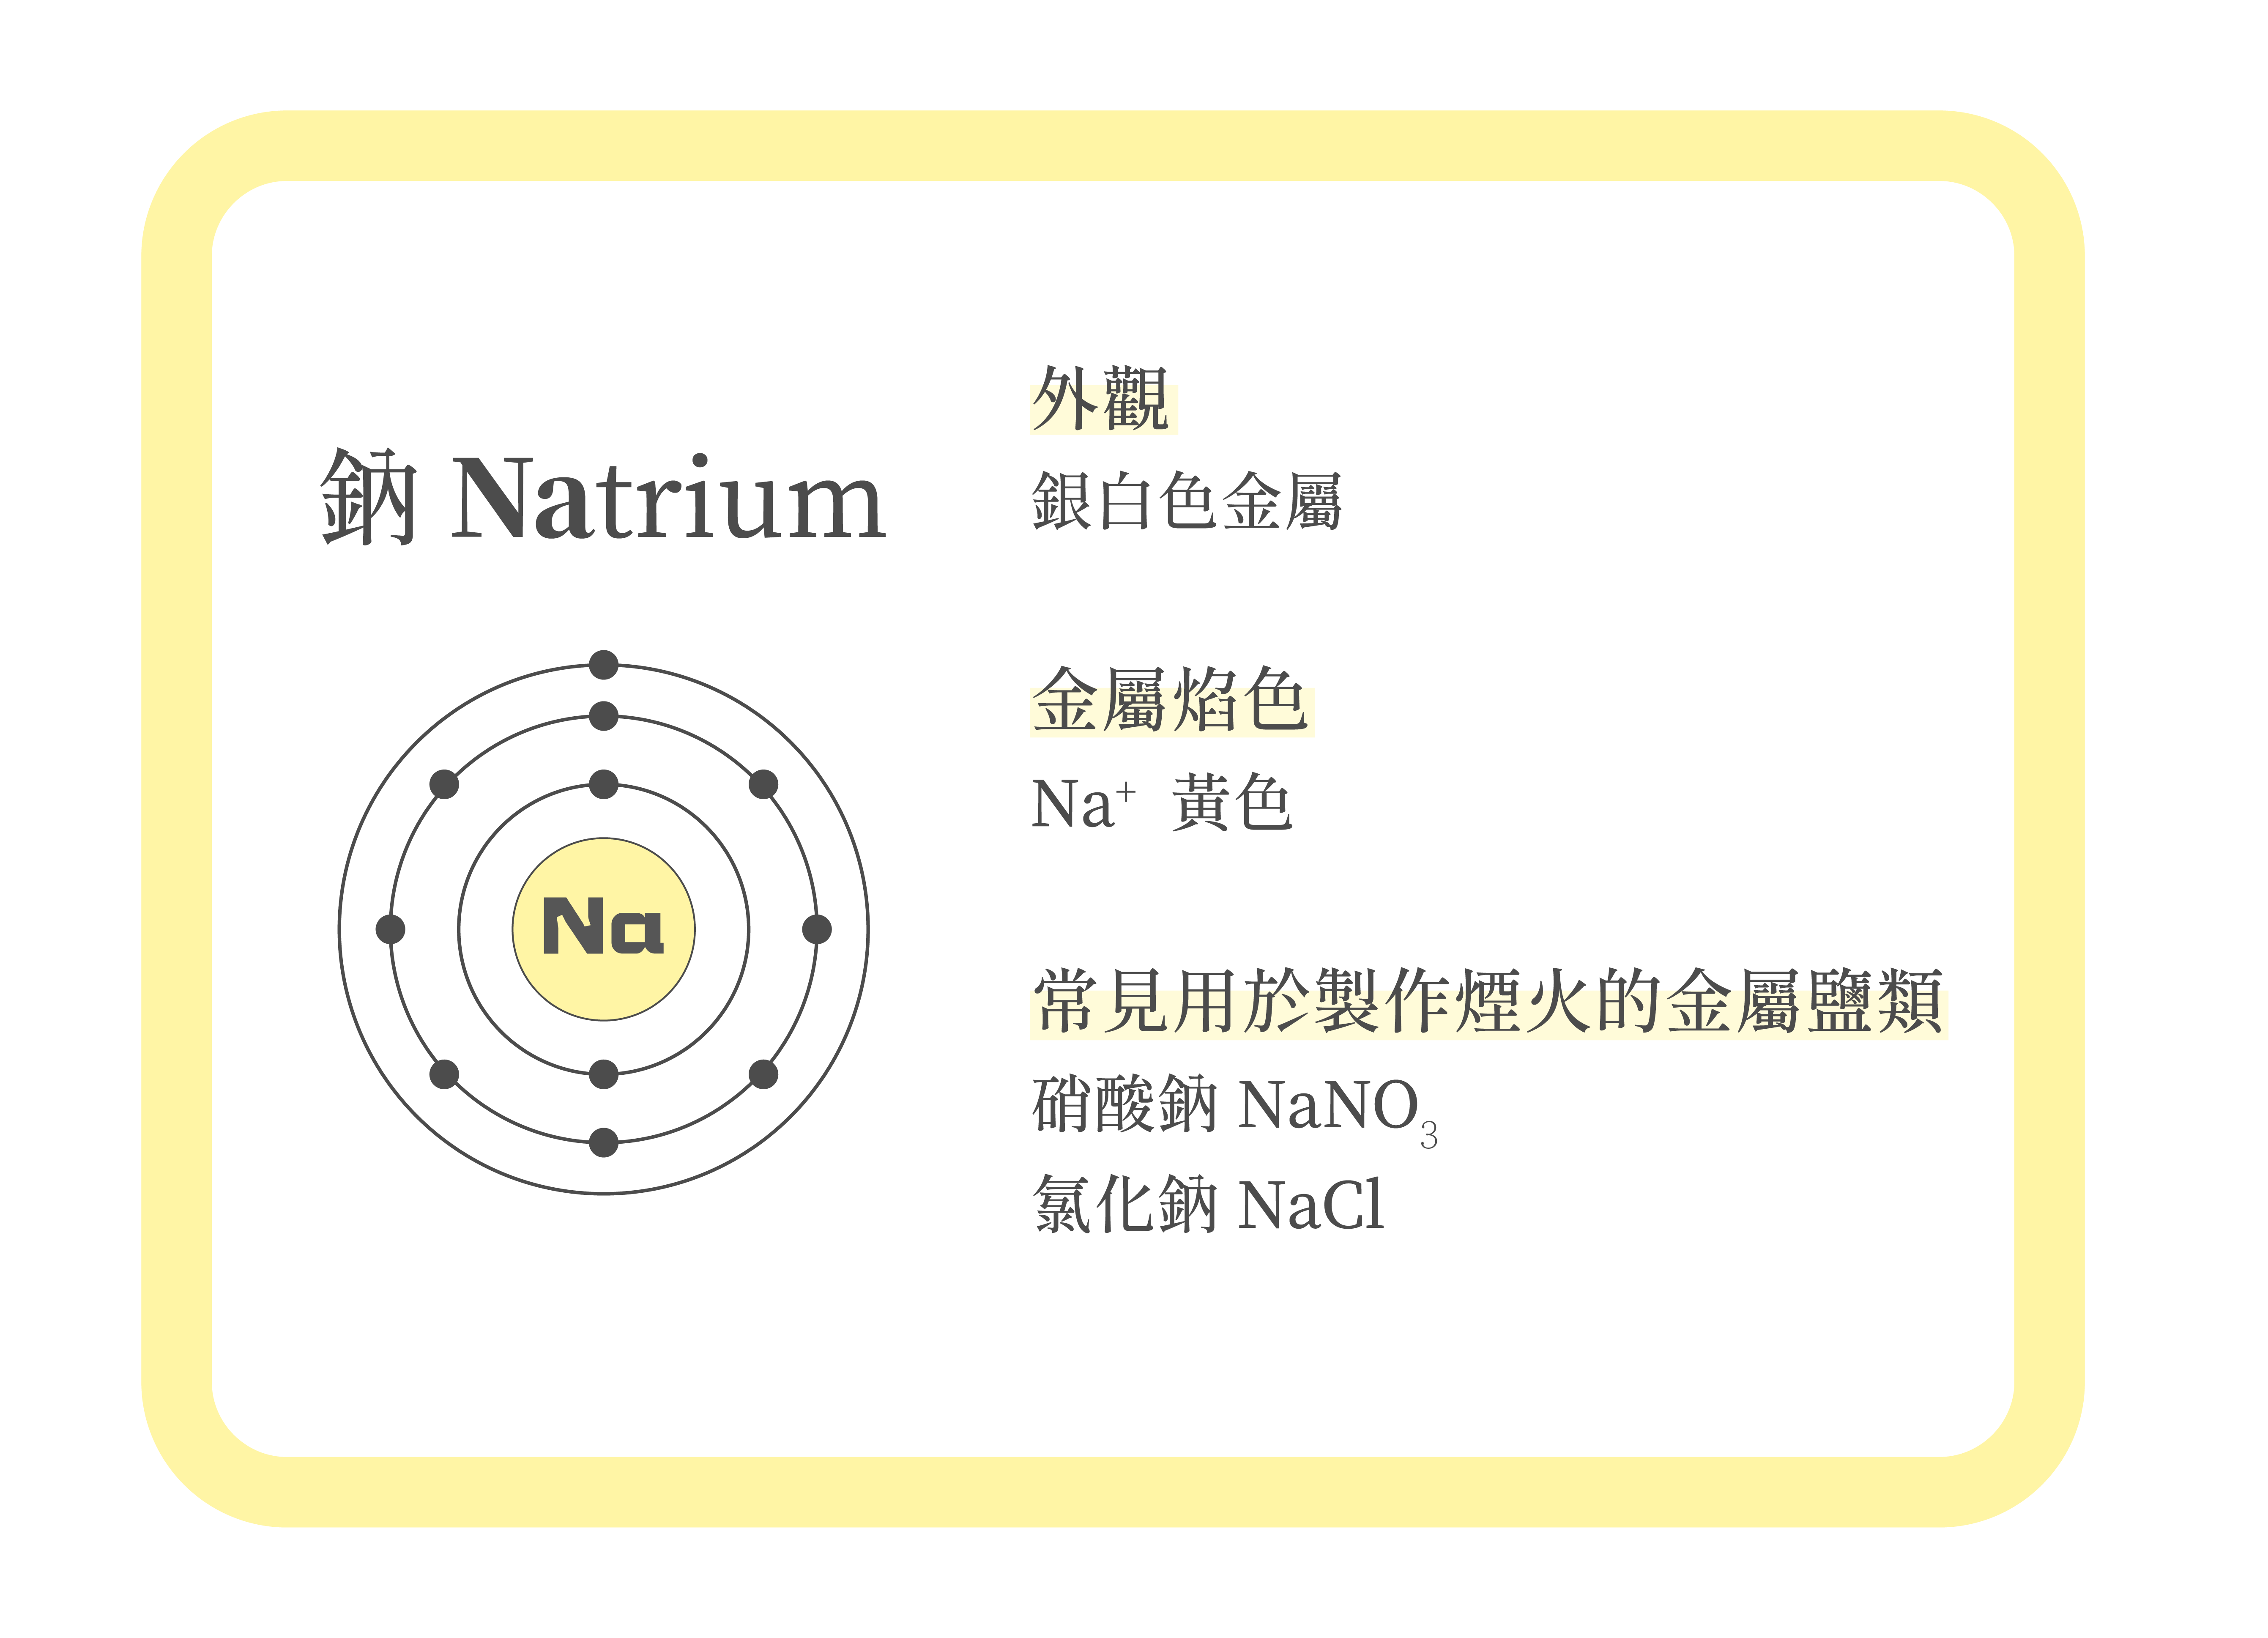 鈉 Natrium
Na
外觀
銀白色金屬
金屬焰色
Na⁺ 黃色
常見用於製作煙火的金屬鹽類
硝酸鈉 NaNO₃
氯化鈉 NaCl